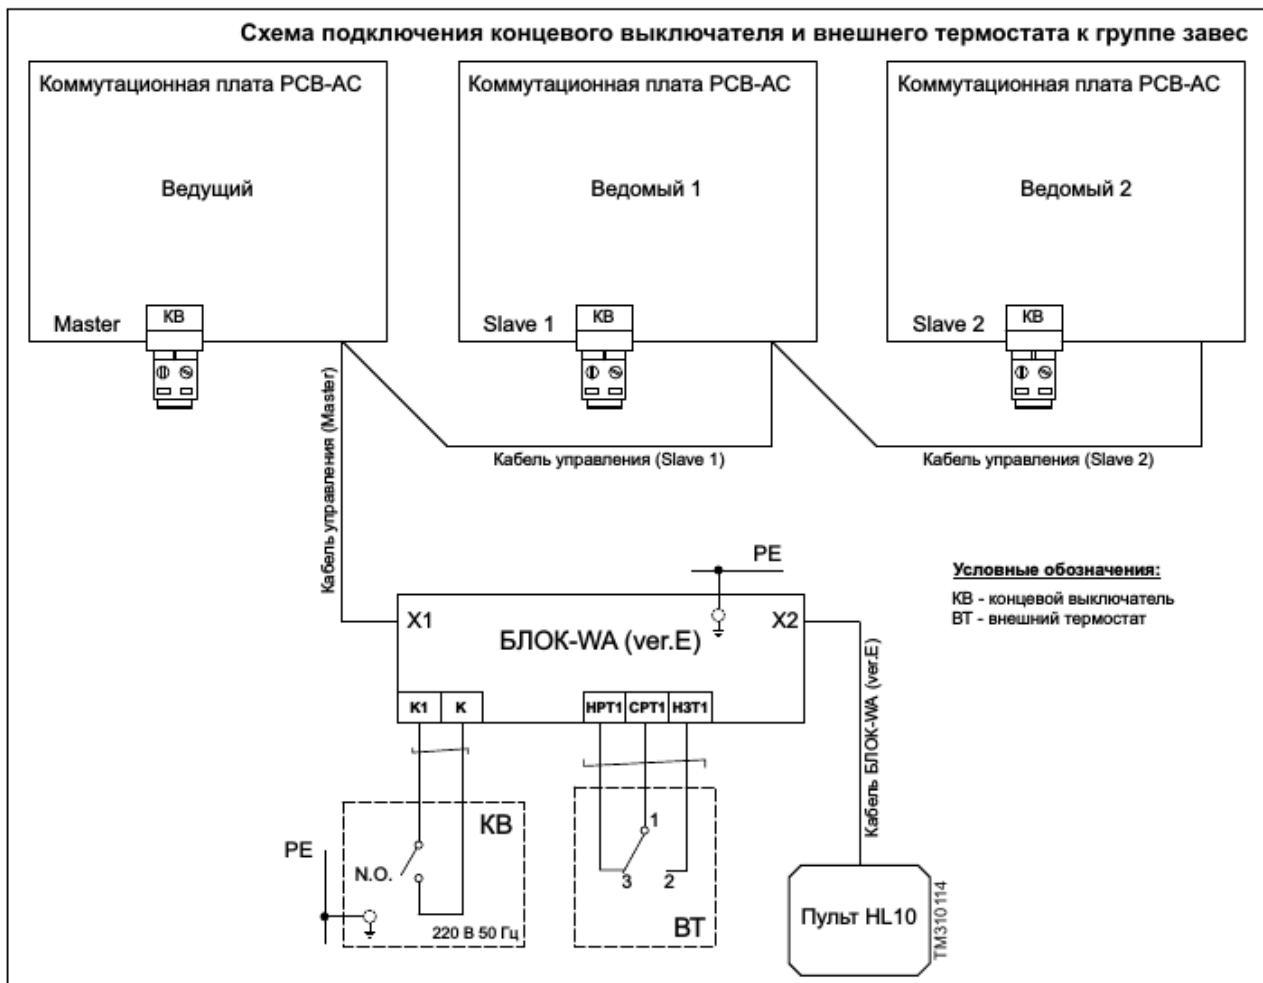 Схема подключения концевого выключателя и внешнего термостата к группе завес
Коммутационная плата PCB-AC
Ведущий
Master
КВ
Коммутационная плата PCB-AC
Ведомый 1
Slave 1
КВ
Коммутационная плата PCB-AC
Ведомый 2
Slave 2
КВ
Кабель управления (Master)
Кабель управления (Slave 1)
Кабель управления (Slave 2)
PE
Условные обозначения:
КВ - концевой выключатель
ВТ - внешний термостат
X1
БЛОК-WA (ver.E)
X2
K1
K
НРТ1
СРТ1
НЗТ1
Кабель БЛОК-WA (ver.E)
КВ
PE
N.O.
220 В 50 Гц
1
3
2
ВТ
Пульт HL10
TM310114